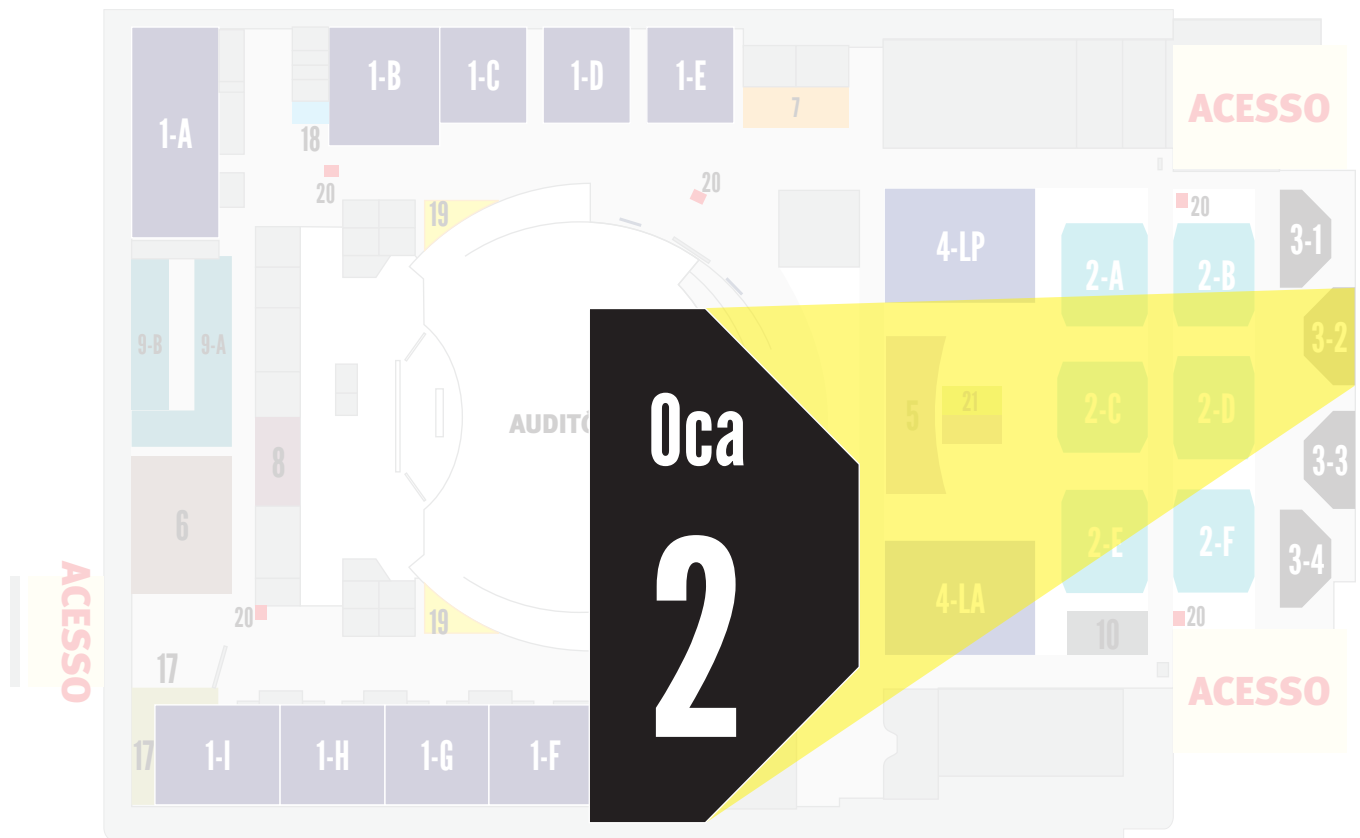 1-A
1-B
1-C
1-D
1-E
7
ACESSO
18
20
19
20
20
4-LP
2-A
2-B
3-1
9-B
9-A
3-2
AUDITÓ
Oca
2
5
21
2-C
2-D
8
3-3
6
2-E
2-F
3-4
4-LA
ACESSO
20
19
10
20
17
ACESSO
17
1-I
1-H
1-G
1-F